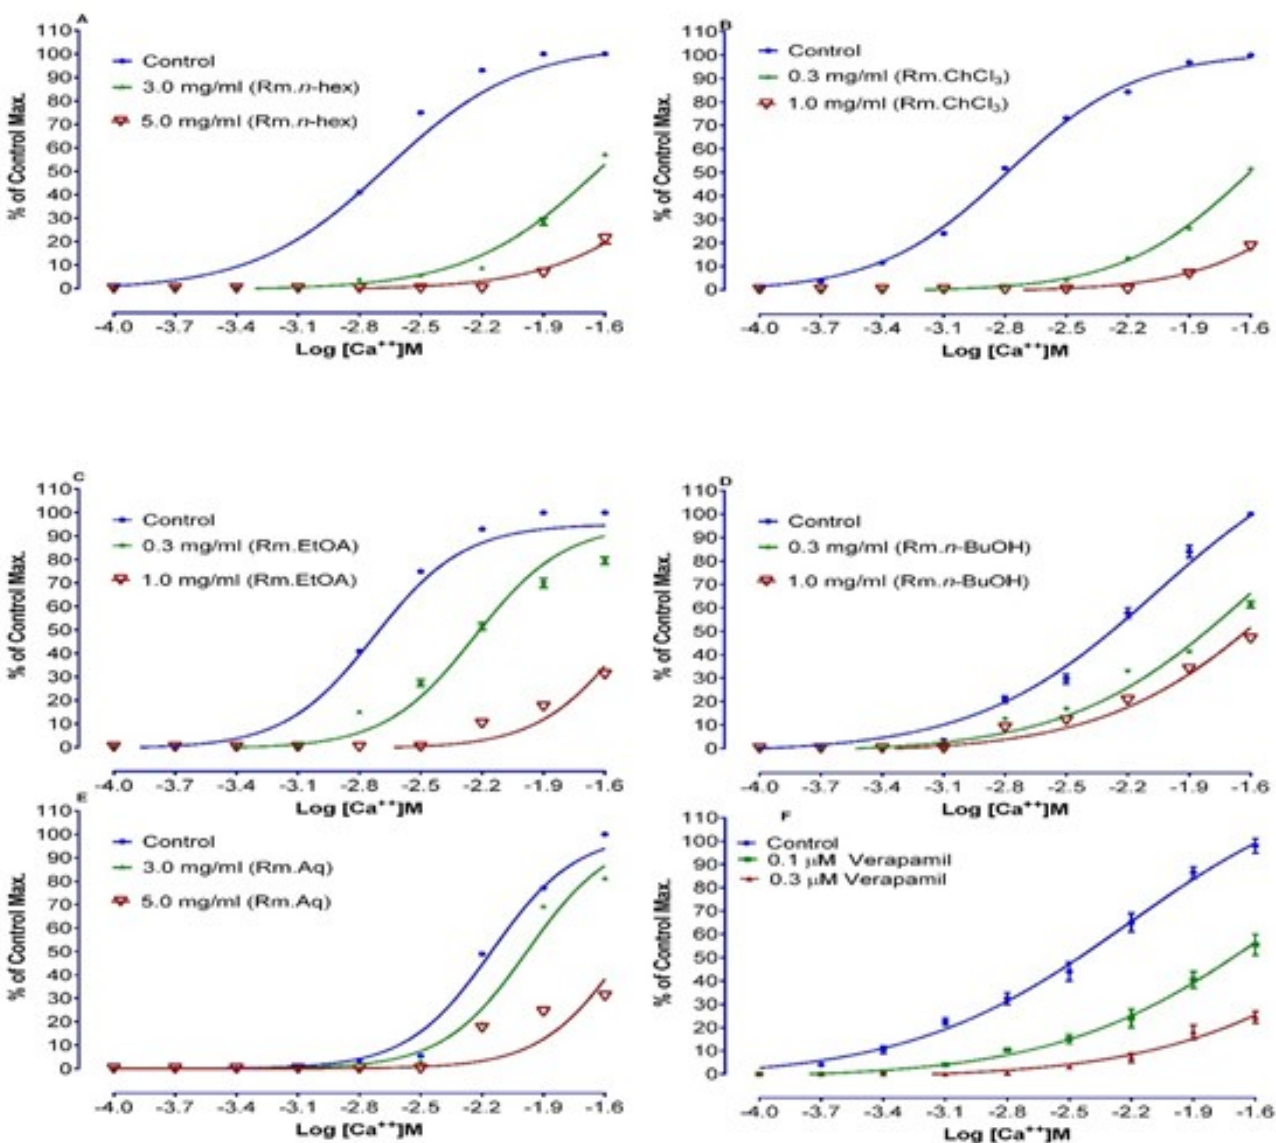 A
% of Control Max.
110
100
90
80
70
60
50
40
30
20
10
0
Control
3.0 mg/ml (Rm.n-hex)
5.0 mg/ml (Rm.n-hex)
-4.0 -3.7 -3.4 -3.1 -2.8 -2.5 -2.2 -1.9 -1.6
Log [Ca++]M
B
% of Control Max.
110
100
90
80
70
60
50
40
30
20
10
0
Control
0.3 mg/ml (Rm.ChCl3)
1.0 mg/ml (Rm.ChCl3)
-4.0 -3.7 -3.4 -3.1 -2.8 -2.5 -2.2 -1.9 -1.6
Log [Ca++]M
C
% of Control Max.
110
100
90
80
70
60
50
40
30
20
10
0
Control
0.3 mg/ml (Rm.EtOA)
1.0 mg/ml (Rm.EtOA)
-4.0 -3.7 -3.4 -3.1 -2.8 -2.5 -2.2 -1.9 -1.6
Log [Ca++]M
D
% of Control Max.
110
100
90
80
70
60
50
40
30
20
10
0
Control
0.3 mg/ml (Rm.n-BuOH)
1.0 mg/ml (Rm.n-BuOH)
-4.0 -3.7 -3.4 -3.1 -2.8 -2.5 -2.2 -1.9 -1.6
Log [Ca++]M
E
% of Control Max.
110
100
90
80
70
60
50
40
30
20
10
0
Control
3.0 mg/ml (Rm.Aq)
5.0 mg/ml (Rm.Aq)
-4.0 -3.7 -3.4 -3.1 -2.8 -2.5 -2.2 -1.9 -1.6
Log [Ca++]M
F
% of Control Max.
110
100
90
80
70
60
50
40
30
20
10
0
Control
0.1 µM Verapamil
0.3 µM Verapamil
-4.0 -3.7 -3.4 -3.1 -2.8 -2.5 -2.2 -1.9 -1.6
Log [Ca++]M